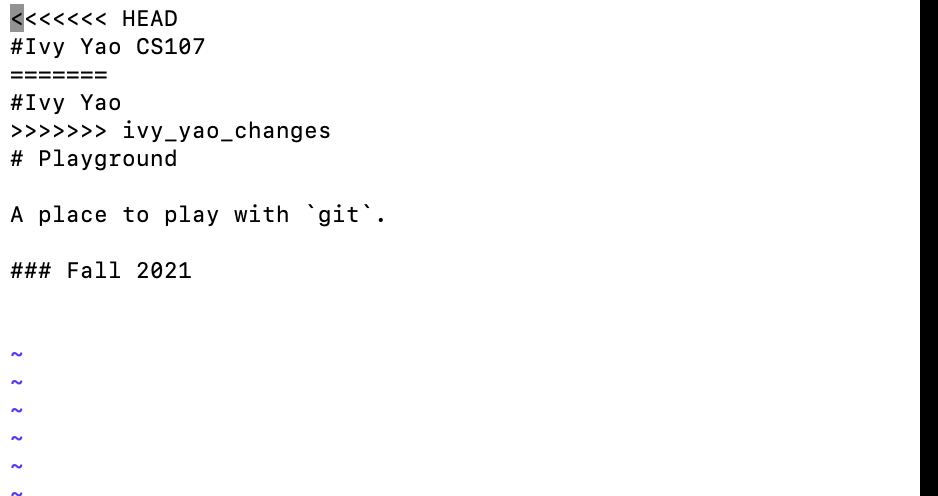 <<<<<<< HEAD
#Ivy Yao CS107
=======
#Ivy Yao
>>>>>>> ivy_yao_changes
# Playground
A place to play with `git`.
### Fall 2021
~
~
~
~
~
~